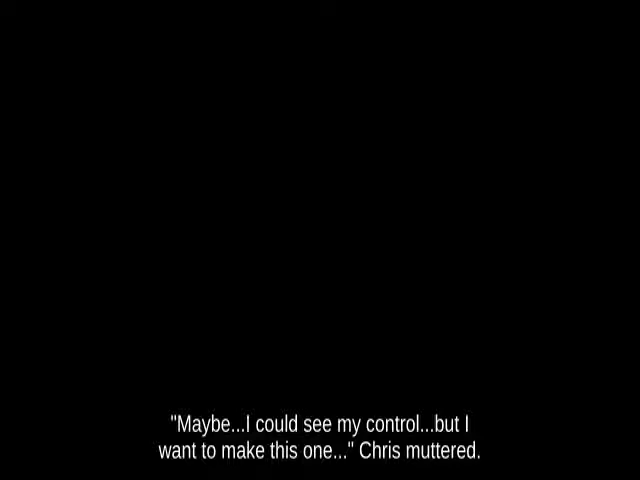 "Maybe...I could see my control...but I
want to make this one..." Chris muttered.